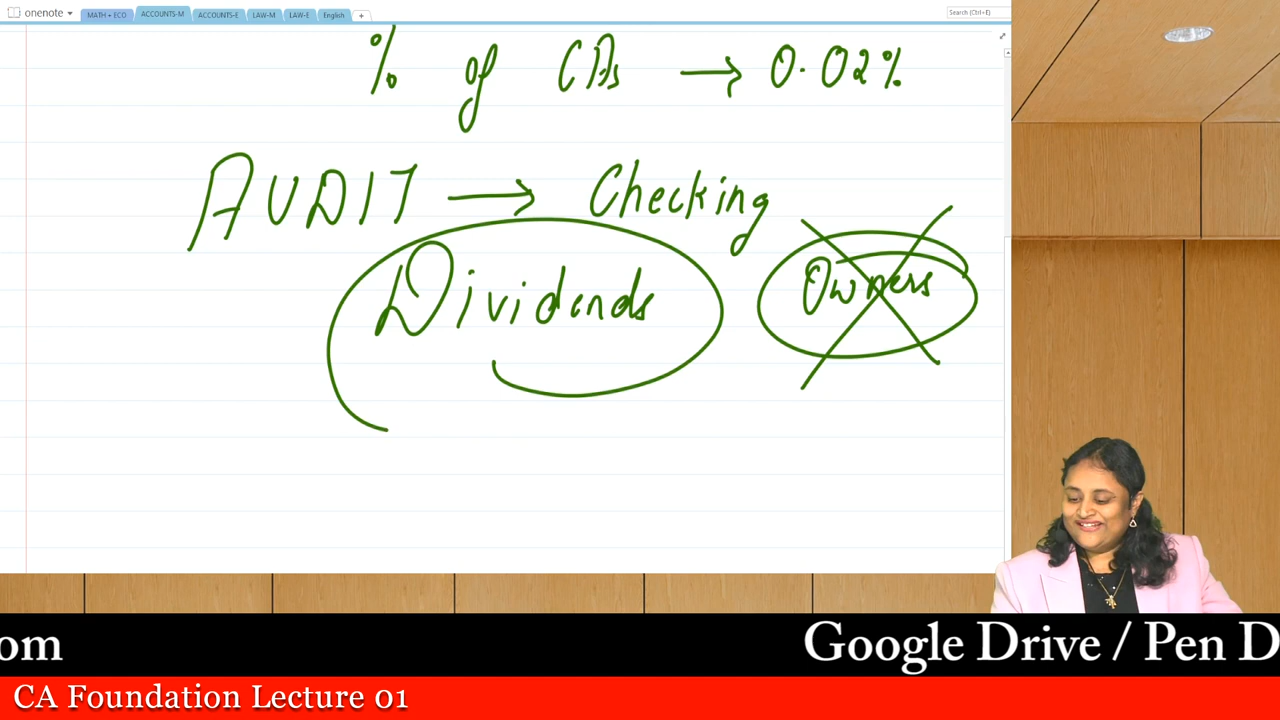 onenote
MATH + ECO ACCOUNTS-M ACCOUNTS-E LAW-M LAW-E English +
Search (Ctrl+E)
% of CAs → 0.02%
AUDIT → Checking
Dividends Owners
om Google Drive / Pen D
CA Foundation Lecture 01